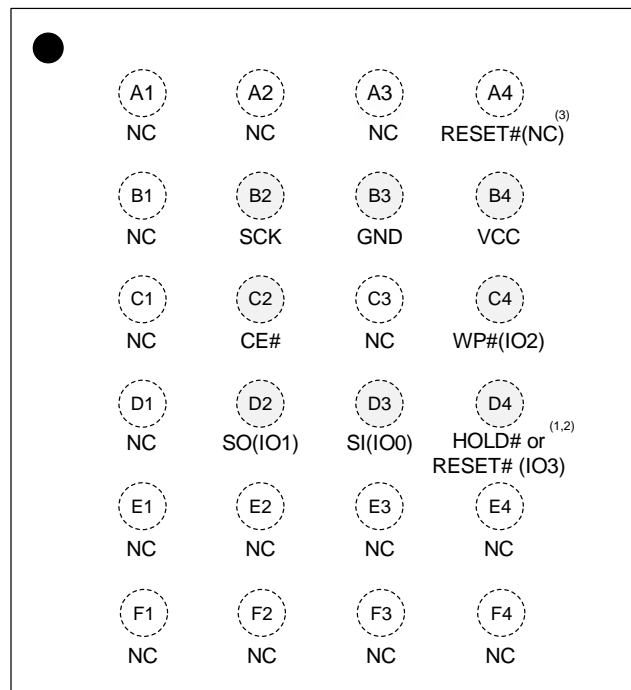 A1 A2 A3 A4
NC NC NC RESET#(NC) (3)
B1 B2 B3 B4
NC SCK GND VCC
C1 C2 C3 C4
NC CE# NC WP#(IO2)
D1 D2 D3 D4
NC SO(IO1) SI(IO0) HOLD# or (1,2)
RESET# (IO3)
E1 E2 E3 E4
NC NC NC NC
F1 F2 F3 F4
NC NC NC NC